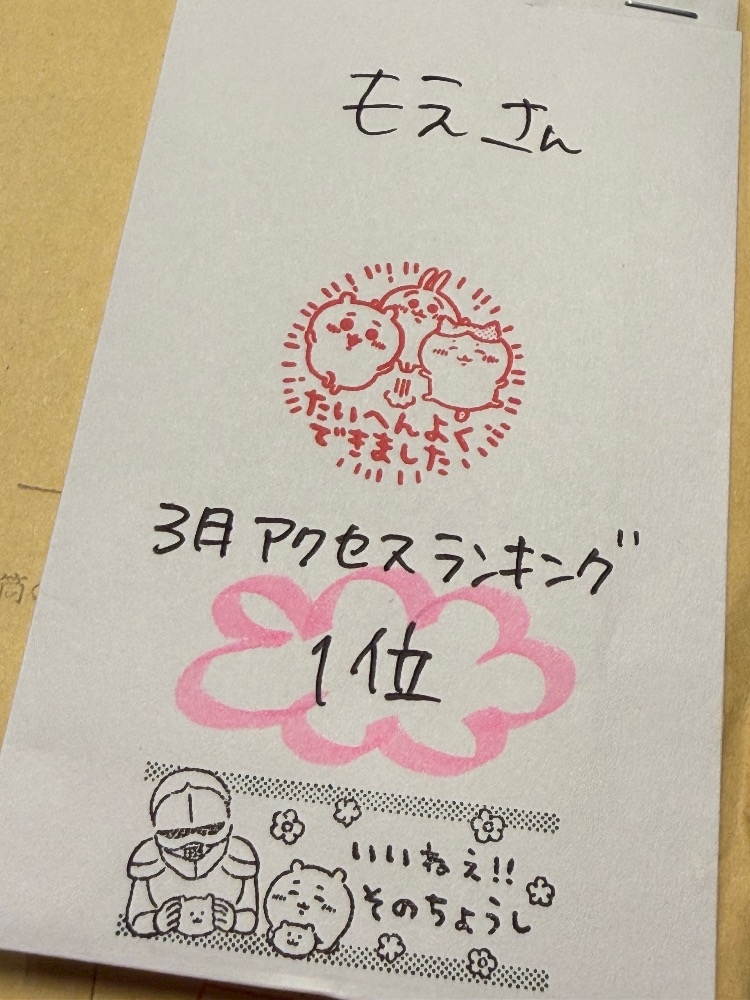 もえさん
たいへんよく
できました
3月アクセスランキング
1位
いいねぇ!!
そのちょうし